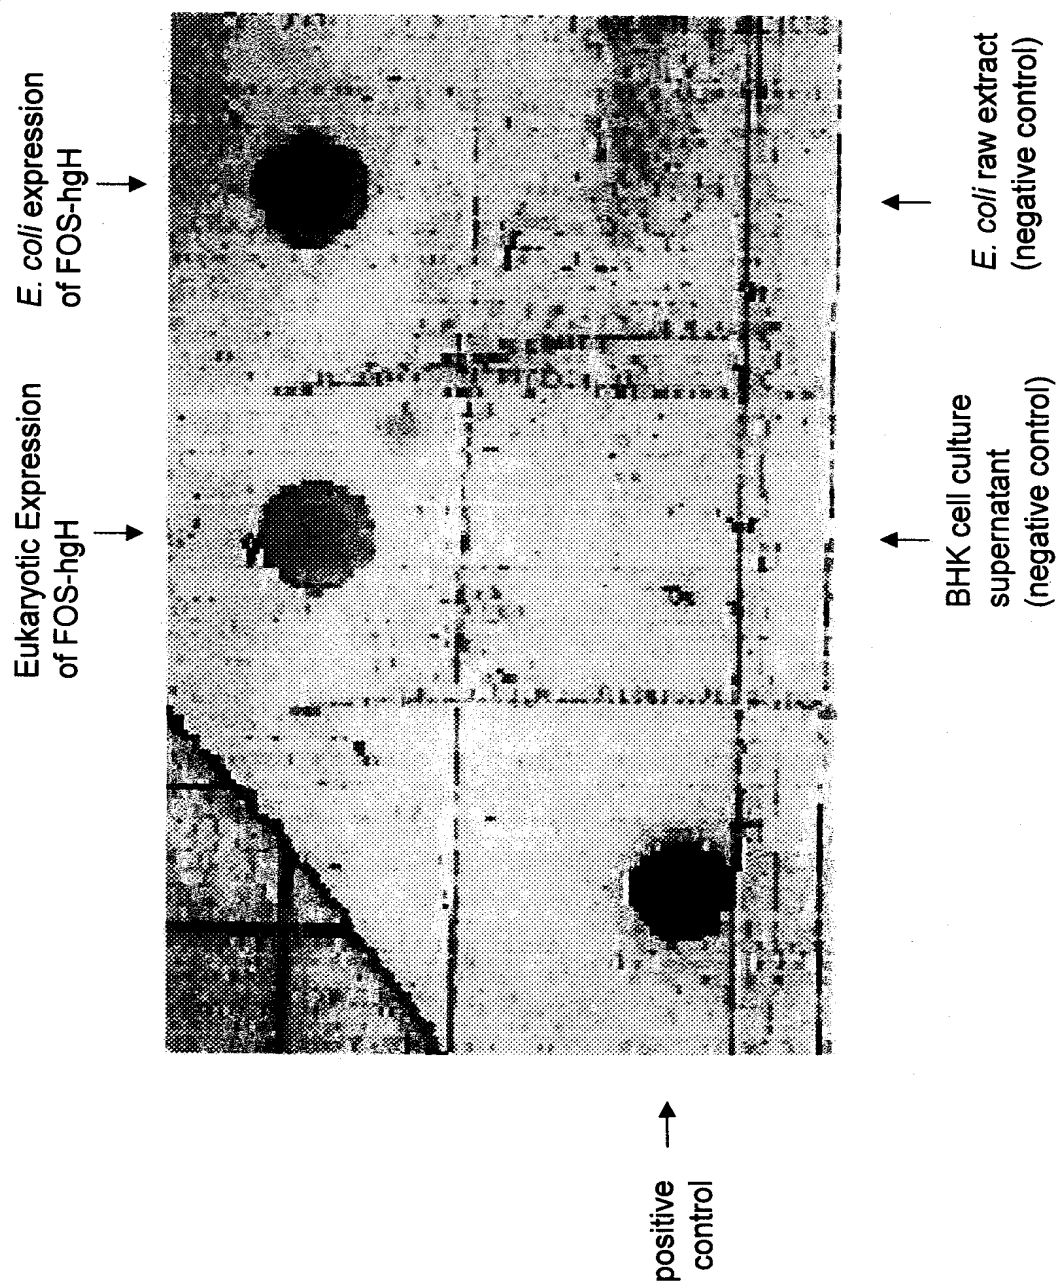 Eukaryotic Expression
of FOS-hgH
E. coli expression
of FOS-hgH
positive
control
BHK cell culture
supernatant
(negative control)
E. coli raw extract
(negative control)